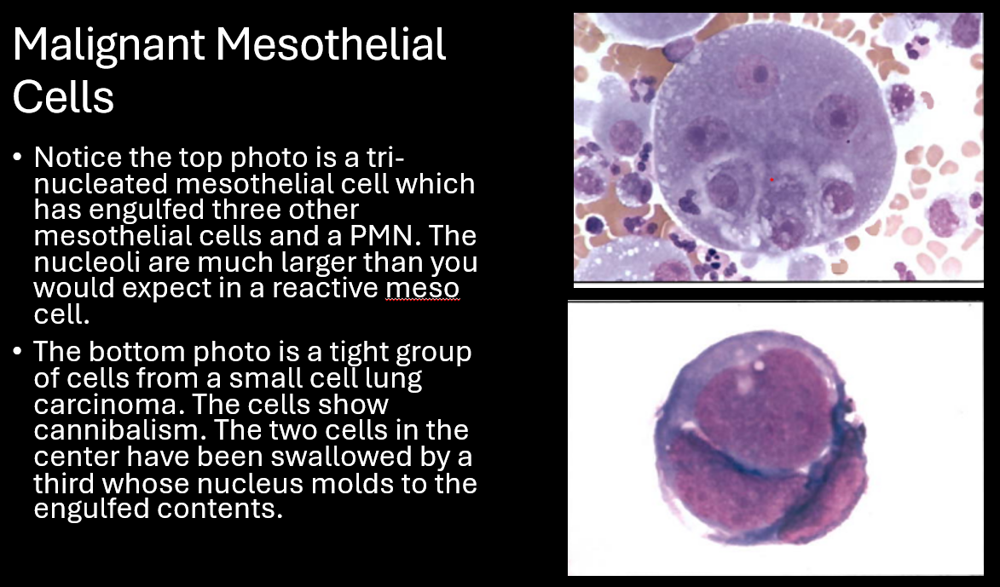 Malignant Mesothelial
Cells
• Notice the top photo is a tri-
nucleated mesothelial cell which
has engulfed three other
mesothelial cells and a PMN. The
nucleoli are much larger than you
would expect in a reactive meso
cell.
• The bottom photo is a tight group
of cells from a small cell lung
carcinoma. The cells show
cannibalism. The two cells in the
center have been swallowed by a
third whose nucleus molds to the
engulfed contents.